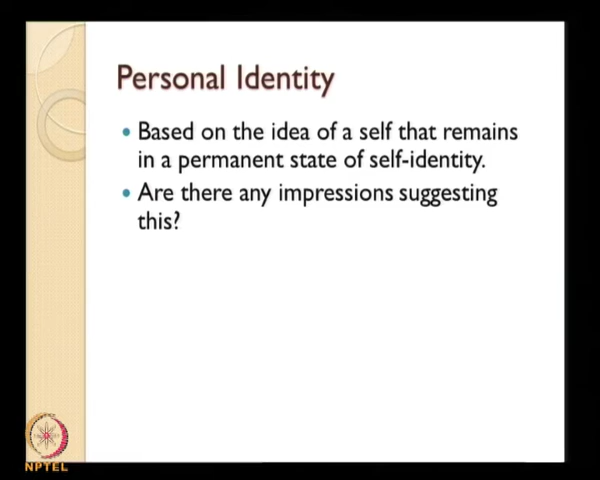 Personal Identity
Based on the idea of a self that remains
in a permanent state of self-identity.
Are there any impressions suggesting
this?
NPTEL